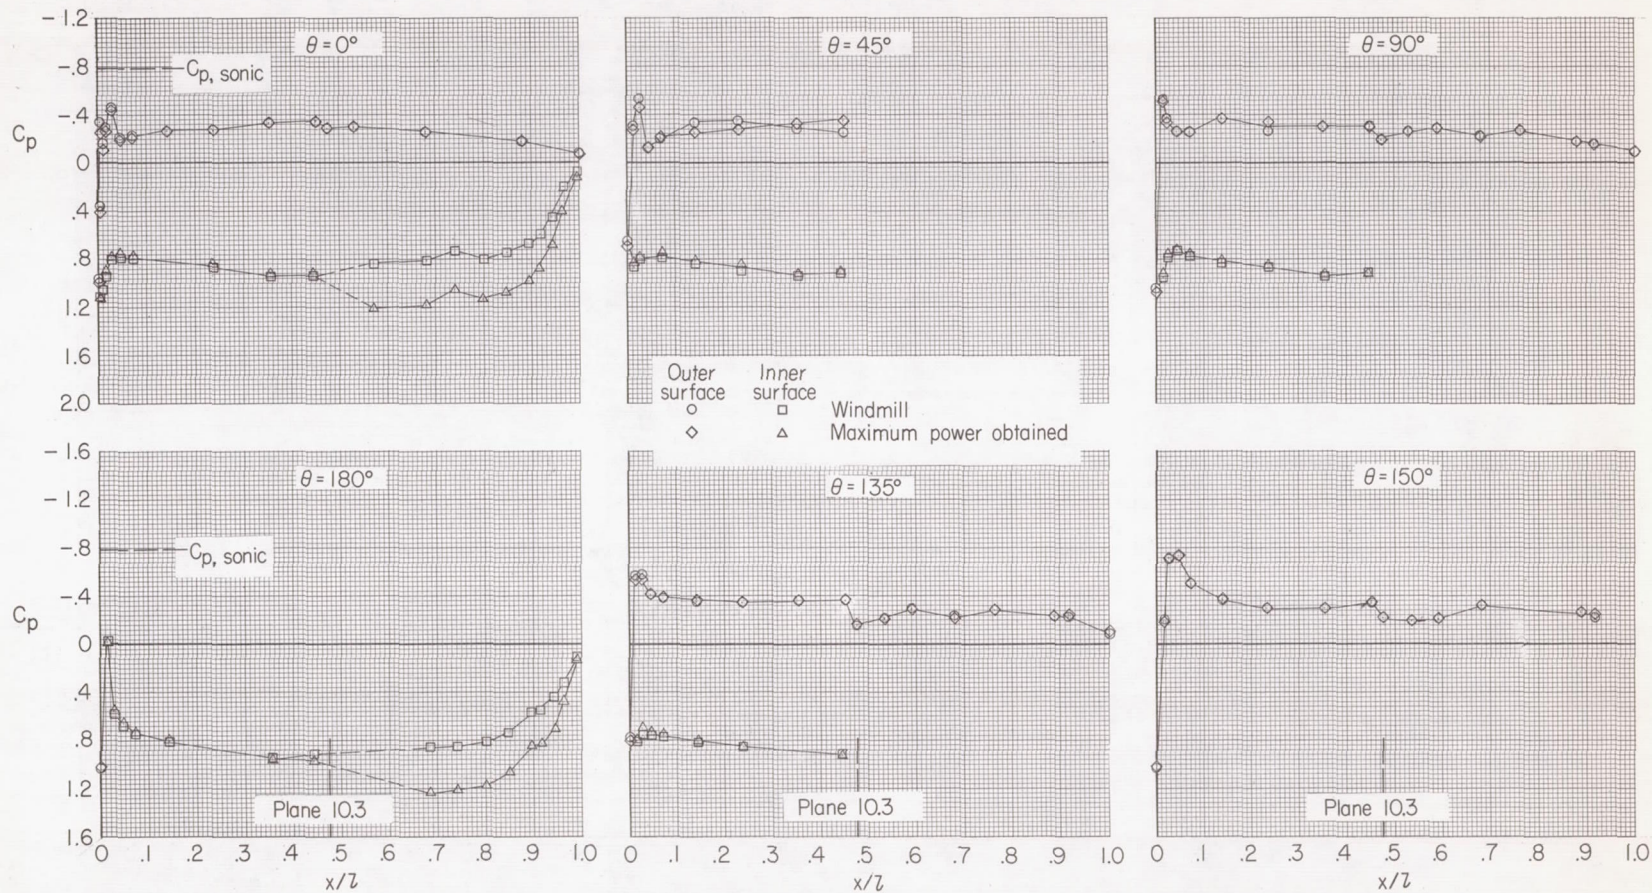 −1.2
−.8
−.4
0
.4
.8
1.2
1.6
2.0
Cp
θ = 0°
Cp, sonic
θ = 45°
θ = 90°
Outer surface
Inner surface
Windmill
Maximum power obtained
−1.6
−1.2
−.8
−.4
0
.4
.8
1.2
1.6
Cp
θ = 180°
Cp, sonic
Plane 10.3
θ = 135°
Plane 10.3
θ = 150°
Plane 10.3
0 .1 .2 .3 .4 .5 .6 .7 .8 .9 1.0
x/l
0 .1 .2 .3 .4 .5 .6 .7 .8 .9 1.0
x/l
0 .1 .2 .3 .4 .5 .6 .7 .8 .9 1.0
x/l